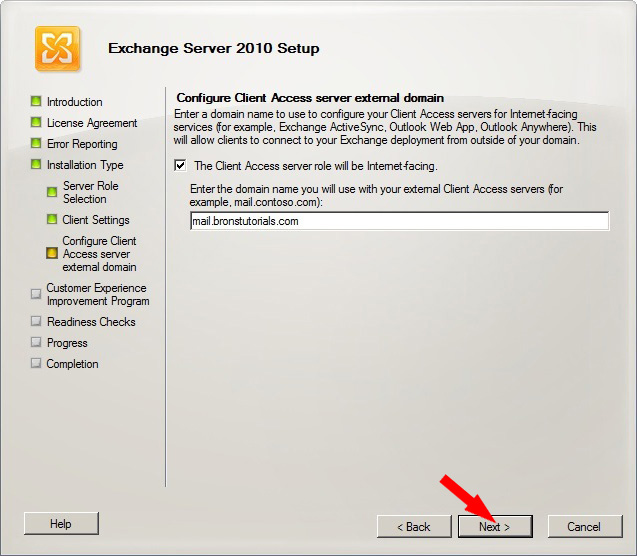 Exchange Server 2010 Setup
Introduction
License Agreement
Error Reporting
Installation Type
Server Role
Selection
Client Settings
Configure Client
Access server
external domain
Customer Experience
Improvement Program
Readiness Checks
Progress
Completion
Configure Client Access server external domain
Enter a domain name to use to configure your Client Access servers for Internet-facing
services (for example, Exchange ActiveSync, Outlook Web App, Outlook Anywhere). This
will allow clients to connect to your Exchange deployment from outside of your domain.
The Client Access server role will be Internet-facing.
Enter the domain name you will use with your external Client Access servers (for
example, mail.contoso.com):
mail.bronstutorials.com
Help
< Back
Next >
Cancel